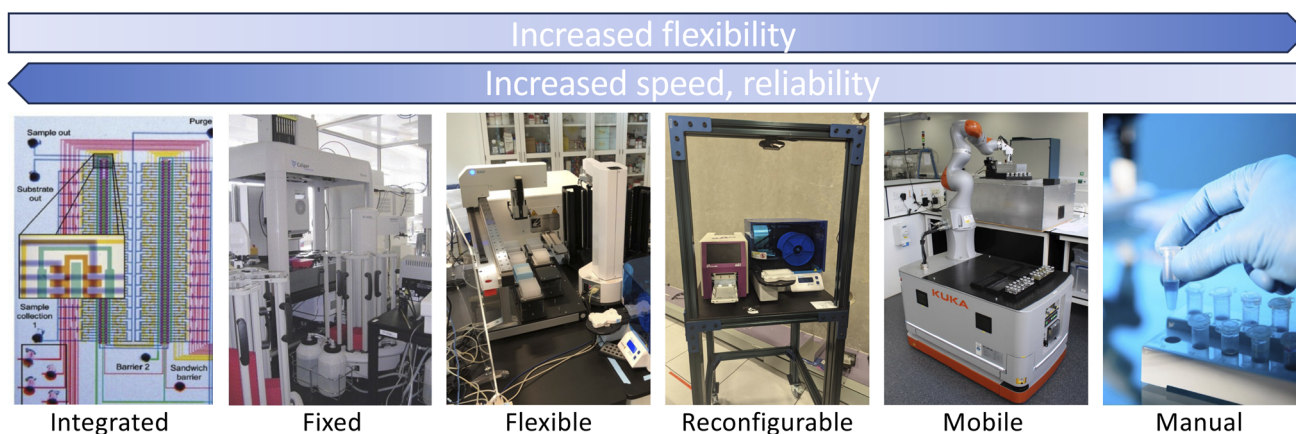 Increased flexibility
Increased speed, reliability
Purge
Sample out
Substrate
out
Sample
collection
1
Barrier 2
Sandwich
barrier
KUKA
Integrated
Fixed
Flexible
Reconfigurable
Mobile
Manual